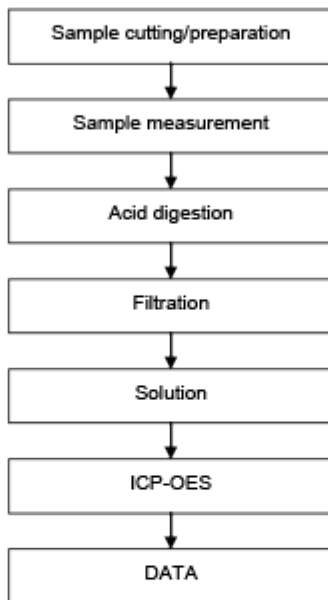 Sample cutting/preparation
Sample measurement
Acid digestion
Filtration
Solution
ICP-OES
DATA